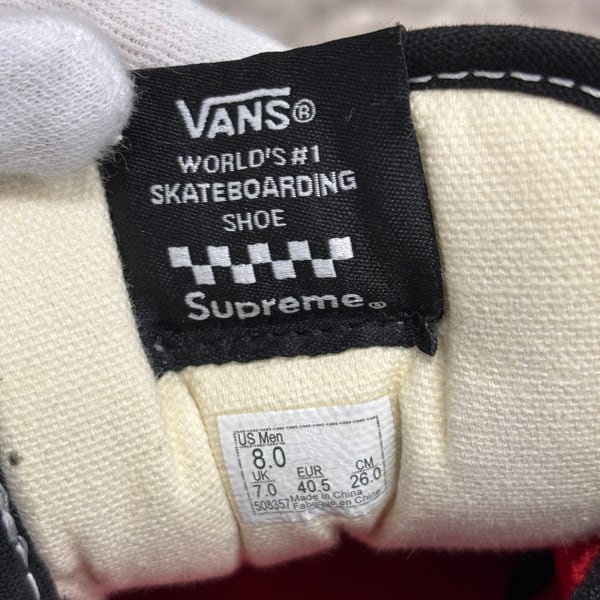 VANS®
WORLD'S #1
SKATEBOARDING
SHOE
Supreme®
US Men
8.0
UK EUR CM
7.0 40.5 26.0
508357 Made in China
Fabriqué en Chine